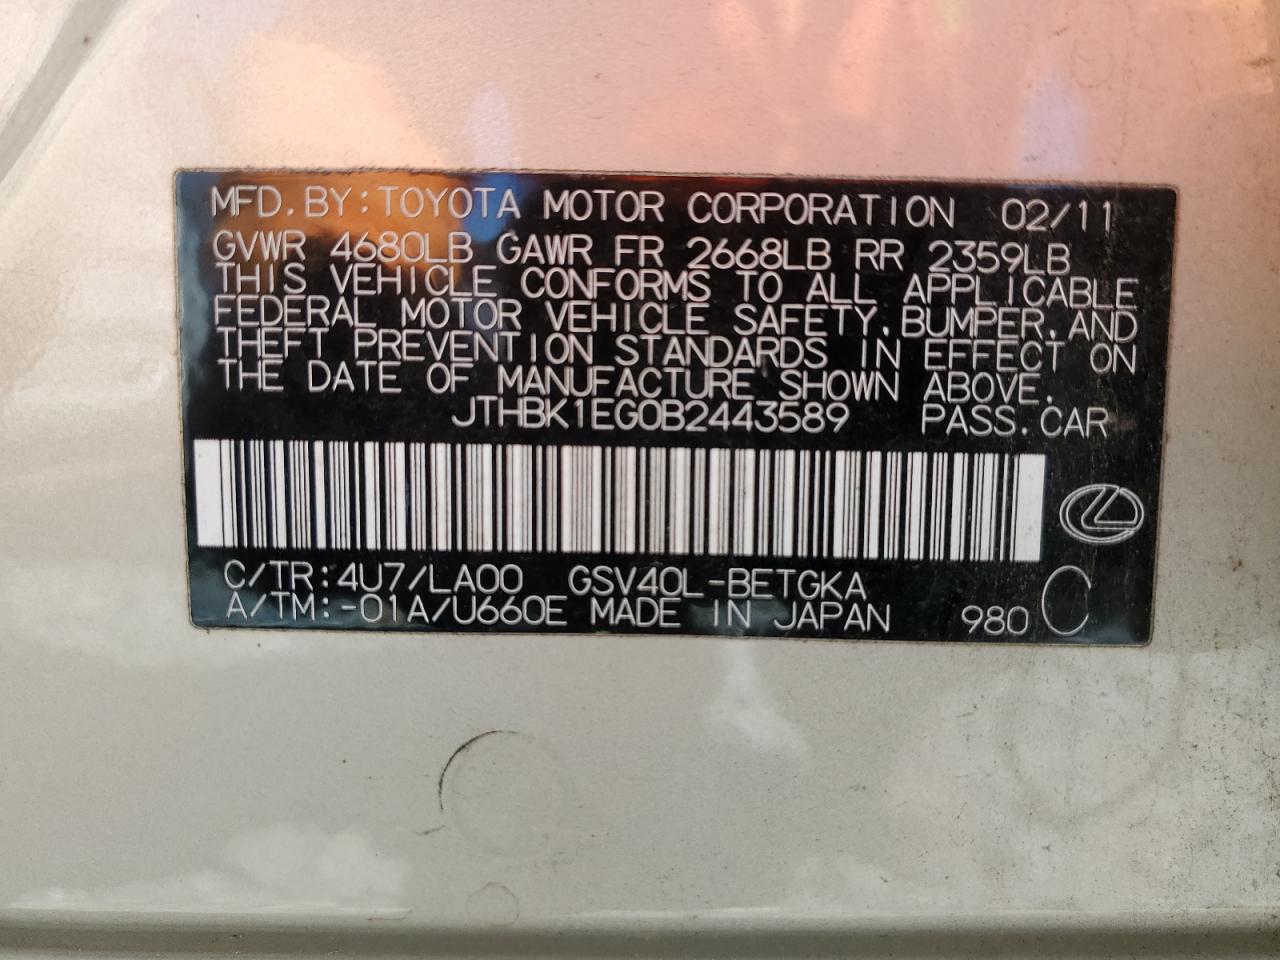 MFD. BY: TOYOTA MOTOR CORPORATION 02/11
GVWR 4680LB GAWR FR 2668LB RR 2359LB
THIS VEHICLE CONFORMS TO ALL APPLICABLE
FEDERAL MOTOR VEHICLE SAFETY, BUMPER, AND
THEFT PREVENTION STANDARDS IN EFFECT ON
THE DATE OF MANUFACTURE SHOWN ABOVE.
JTHBK1EG0B2443589 PASS. CAR
C/TR: 4U7/LA00 GSV40L-BETGKA
A/TM: -01A/U660E MADE IN JAPAN 980 C